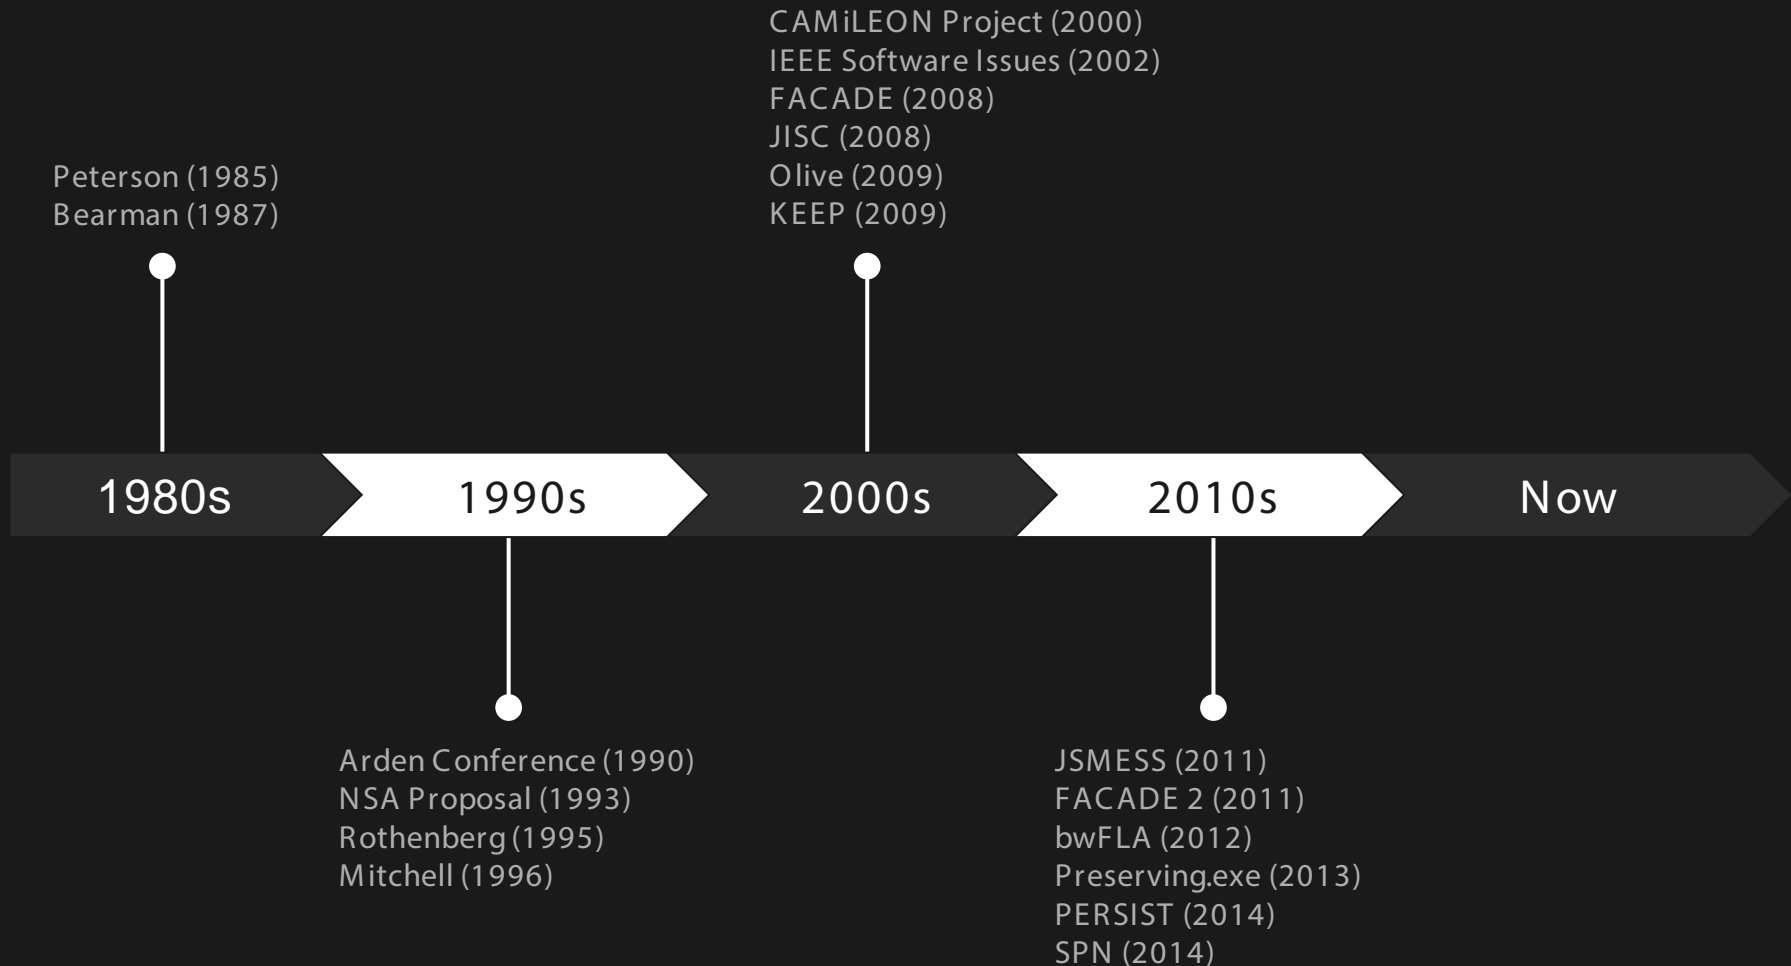 CAMiLEON Project (2000)
IEEE Software Issues (2002)
FACADE (2008)
JISC (2008)
Olive (2009)
KEEP (2009)
Peterson (1985)
Bearman (1987)
1980s
1990s
2000s
2010s
Now
Arden Conference (1990)
NSA Proposal (1993)
Rothenberg (1995)
Mitchell (1996)
JSMESS (2011)
FACADE 2 (2011)
bwFLA (2012)
Preserving.exe (2013)
PERSIST (2014)
SPN (2014)